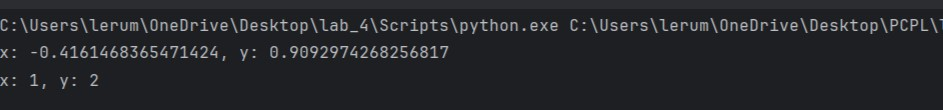 C:\Users\lerum\OneDrive\Desktop\lab_4\Scripts\python.exe C:\Users\lerum\OneDrive\Desktop\PCPL\
x: -0.4161468365471424, y: 0.9092974268256817
x: 1, y: 2